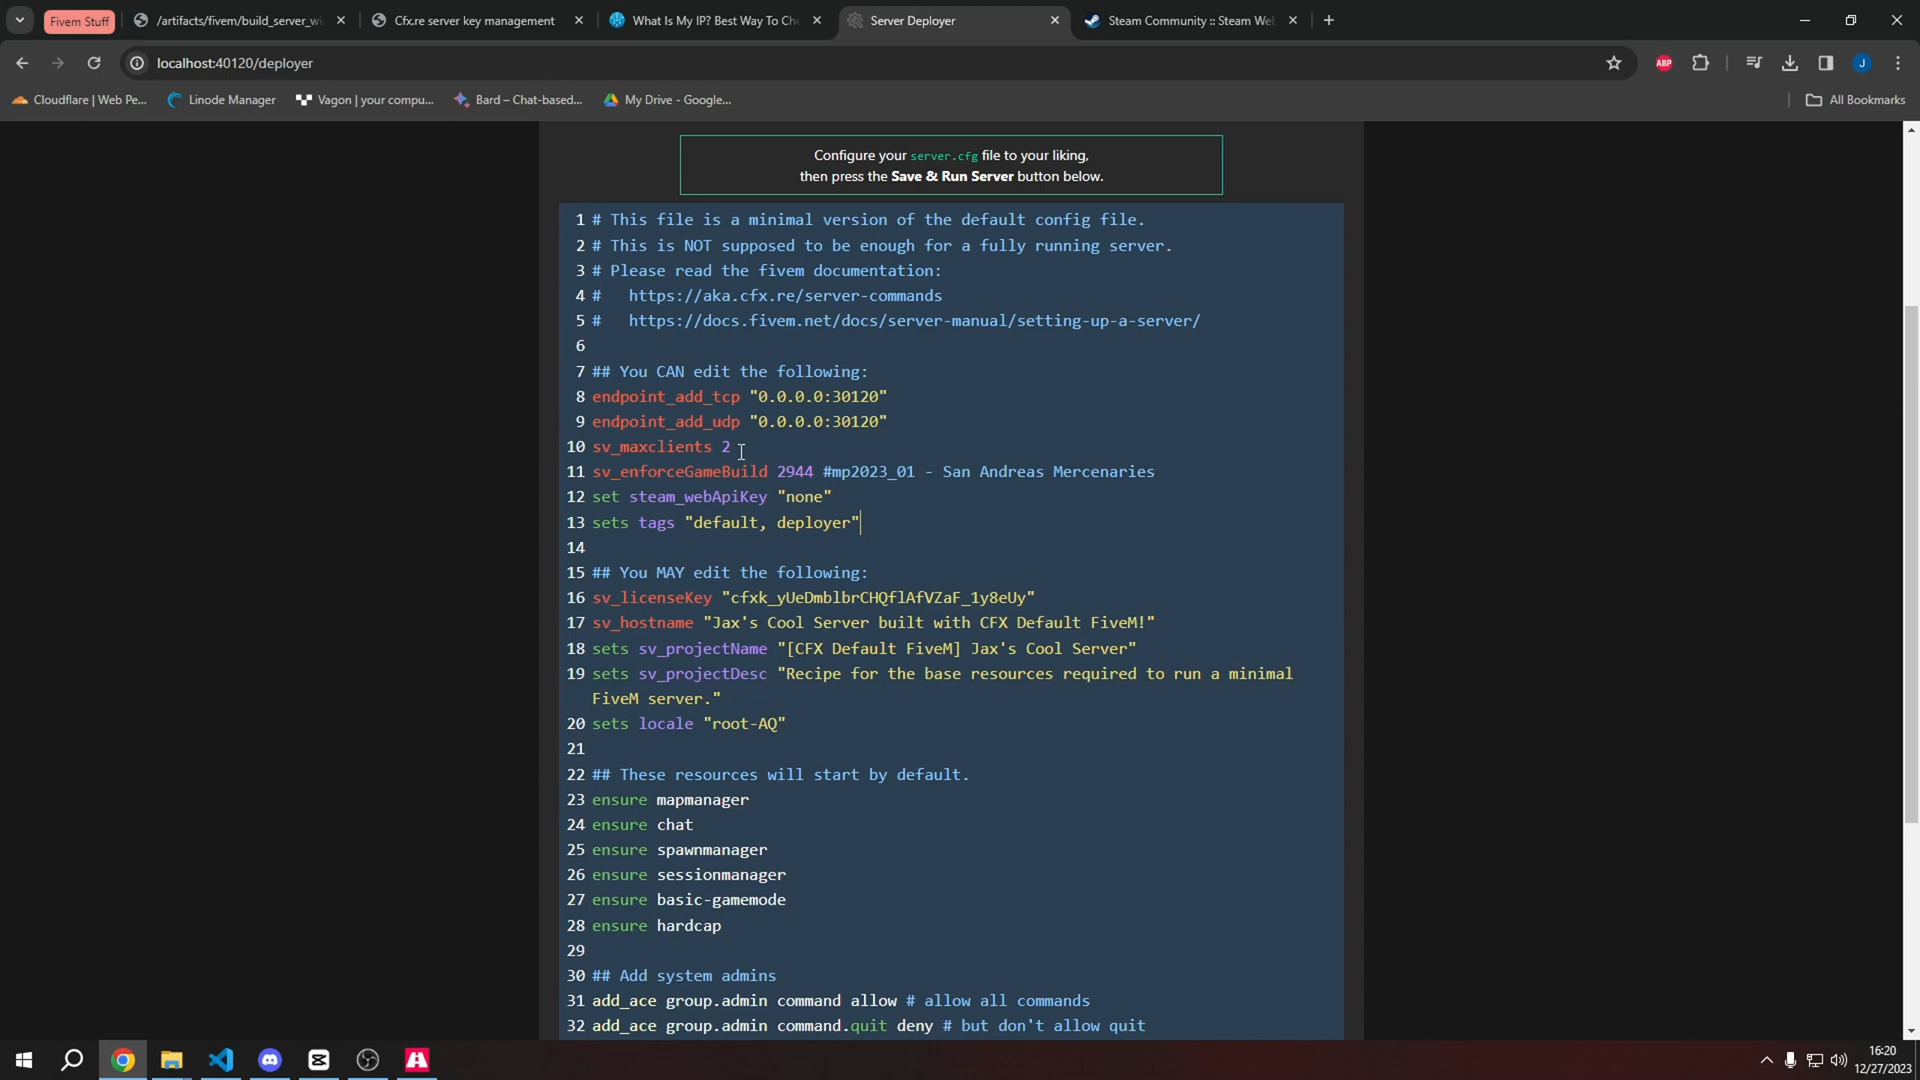 Fivem Stuff
/artifacts/fivem/build_server_wi
Cfx.re server key management
What Is My IP? Best Way To Che
Server Deployer
Steam Community :: Steam We
localhost:40120/deployer
ABP
J
Cloudflare | Web Pe...
Linode Manager
Vagon | your compu...
Bard – Chat-based...
My Drive - Google...
All Bookmarks
Configure your server.cfg file to your liking,
then press the Save & Run Server button below.
1 # This file is a minimal version of the default config file.
2 # This is NOT supposed to be enough for a fully running server.
3 # Please read the fivem documentation:
4 #   https://aka.cfx.re/server-commands
5 #   https://docs.fivem.net/docs/server-manual/setting-up-a-server/
6
7 ## You CAN edit the following:
8 endpoint_add_tcp "0.0.0.0:30120"
9 endpoint_add_udp "0.0.0.0:30120"
10 sv_maxclients 2
11 sv_enforceGameBuild 2944 #mp2023_01 - San Andreas Mercenaries
12 set steam_webApiKey "none"
13 sets tags "default, deployer"
14
15 ## You MAY edit the following:
16 sv_licenseKey "cfxk_yUeDmblbrCHQflAfVZaF_1y8eUy"
17 sv_hostname "Jax's Cool Server built with CFX Default FiveM!"
18 sets sv_projectName "[CFX Default FiveM] Jax's Cool Server"
19 sets sv_projectDesc "Recipe for the base resources required to run a minimal
FiveM server."
20 sets locale "root-AQ"
21
22 ## These resources will start by default.
23 ensure mapmanager
24 ensure chat
25 ensure spawnmanager
26 ensure sessionmanager
27 ensure basic-gamemode
28 ensure hardcap
29
30 ## Add system admins
31 add_ace group.admin command allow # allow all commands
32 add_ace group.admin command.quit deny # but don't allow quit
16:20
12/27/2023